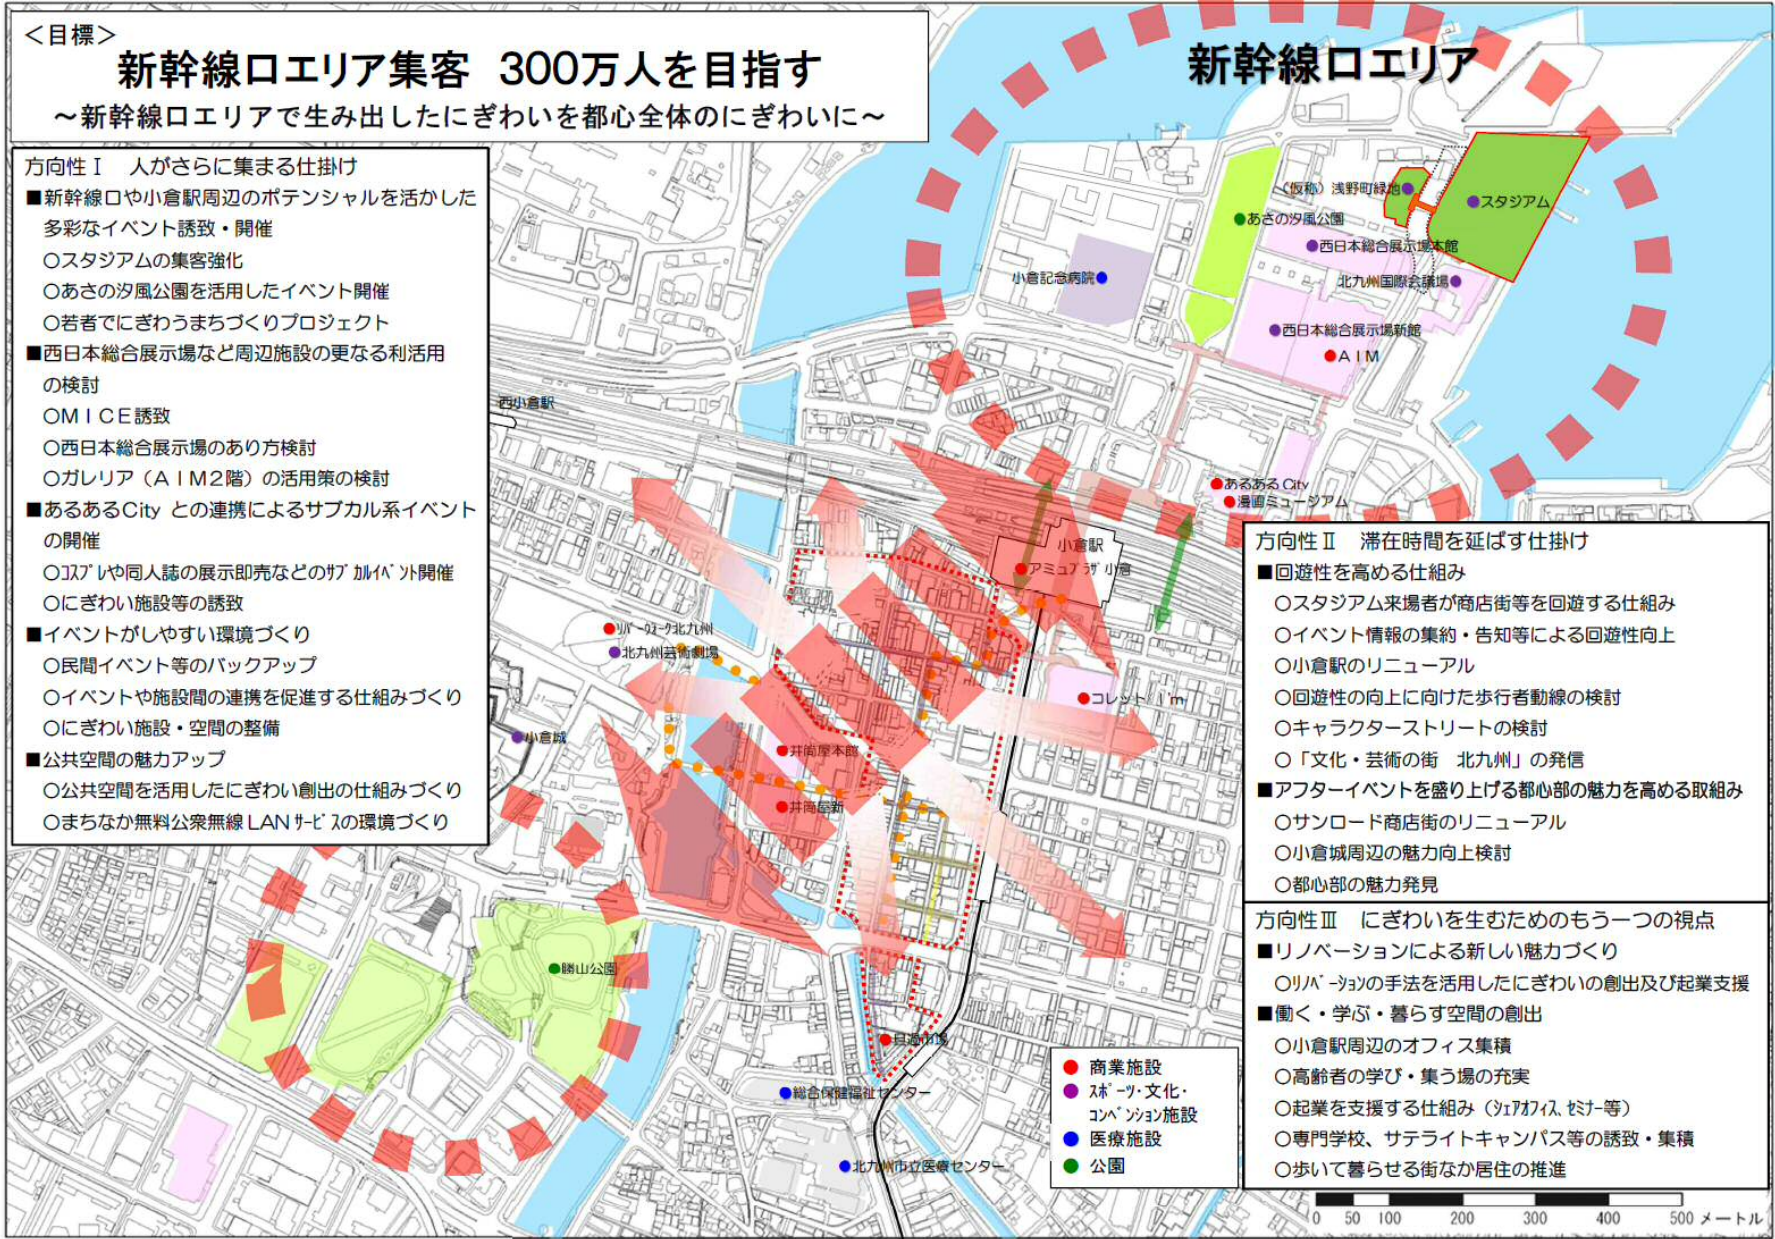 ＜目標＞
新幹線口エリア集客 300万人を目指す
～新幹線口エリアで生み出したにぎわいを都心全体のにぎわいに～
新幹線口エリア
方向性Ⅰ 人がさらに集まる仕掛け
■新幹線口や小倉駅周辺のポテンシャルを活かした
多彩なイベント誘致・開催
○スタジアムの集客強化
○あさの汐風公園を活用したイベント開催
○若者でにぎわうまちづくりプロジェクト
■西日本総合展示場など周辺施設の更なる利活用
の検討
○ＭＩＣＥ誘致
○西日本総合展示場のあり方検討
○ガレリア（ＡＩＭ2階）の活用策の検討
■あるあるCity との連携によるサブカル系イベント
の開催
○ｺｽﾌﾟﾚや同人誌の展示即売などのｻﾌﾞｶﾙｲﾍﾞﾝﾄ開催
○にぎわい施設等の誘致
■イベントがしやすい環境づくり
○民間イベント等のバックアップ
○イベントや施設間の連携を促進する仕組みづくり
○にぎわい施設・空間の整備
■公共空間の魅力アップ
○公共空間を活用したにぎわい創出の仕組みづくり
○まちなか無料公衆無線LANｻｰﾋﾞｽの環境づくり
（仮称）浅野町緑地
スタジアム
あさの汐風公園
西日本総合展示場本館
小倉記念病院
北九州国際会議場
西日本総合展示場新館
ＡＩＭ
西小倉駅
あるあるCity
漫画ミュージアム
小倉駅
アミュプラザ小倉
ﾘﾊﾞｰｳｫｰｸ北九州
北九州芸術劇場
コレット/I'm
小倉城
井筒屋本館
井筒屋新
勝山公園
旦過市場
総合保健福祉センター
北九州市立医療センター
方向性Ⅱ 滞在時間を延ばす仕掛け
■回遊性を高める仕組み
○スタジアム来場者が商店街等を回遊する仕組み
○イベント情報の集約・告知等による回遊性向上
○小倉駅のリニューアル
○回遊性の向上に向けた歩行者動線の検討
○キャラクターストリートの検討
○「文化・芸術の街 北九州」の発信
■アフターイベントを盛り上げる都心部の魅力を高める取組み
○サンロード商店街のリニューアル
○小倉城周辺の魅力向上検討
○都心部の魅力発見
方向性Ⅲ にぎわいを生むためのもう一つの視点
■リノベーションによる新しい魅力づくり
○ﾘﾉﾍﾞｰｼｮﾝの手法を活用したにぎわいの創出及び起業支援
■働く・学ぶ・暮らす空間の創出
○小倉駅周辺のオフィス集積
○高齢者の学び・集う場の充実
○起業を支援する仕組み（ｼｪｱｵﾌｨｽ、ｾﾐﾅｰ等）
○専門学校、サテライトキャンパス等の誘致・集積
○歩いて暮らせる街なか居住の推進
商業施設
ｽﾎﾟｰﾂ・文化・
ｺﾝﾍﾞﾝｼｮﾝ施設
医療施設
公園
0 50 100 200 300 400 500 メートル